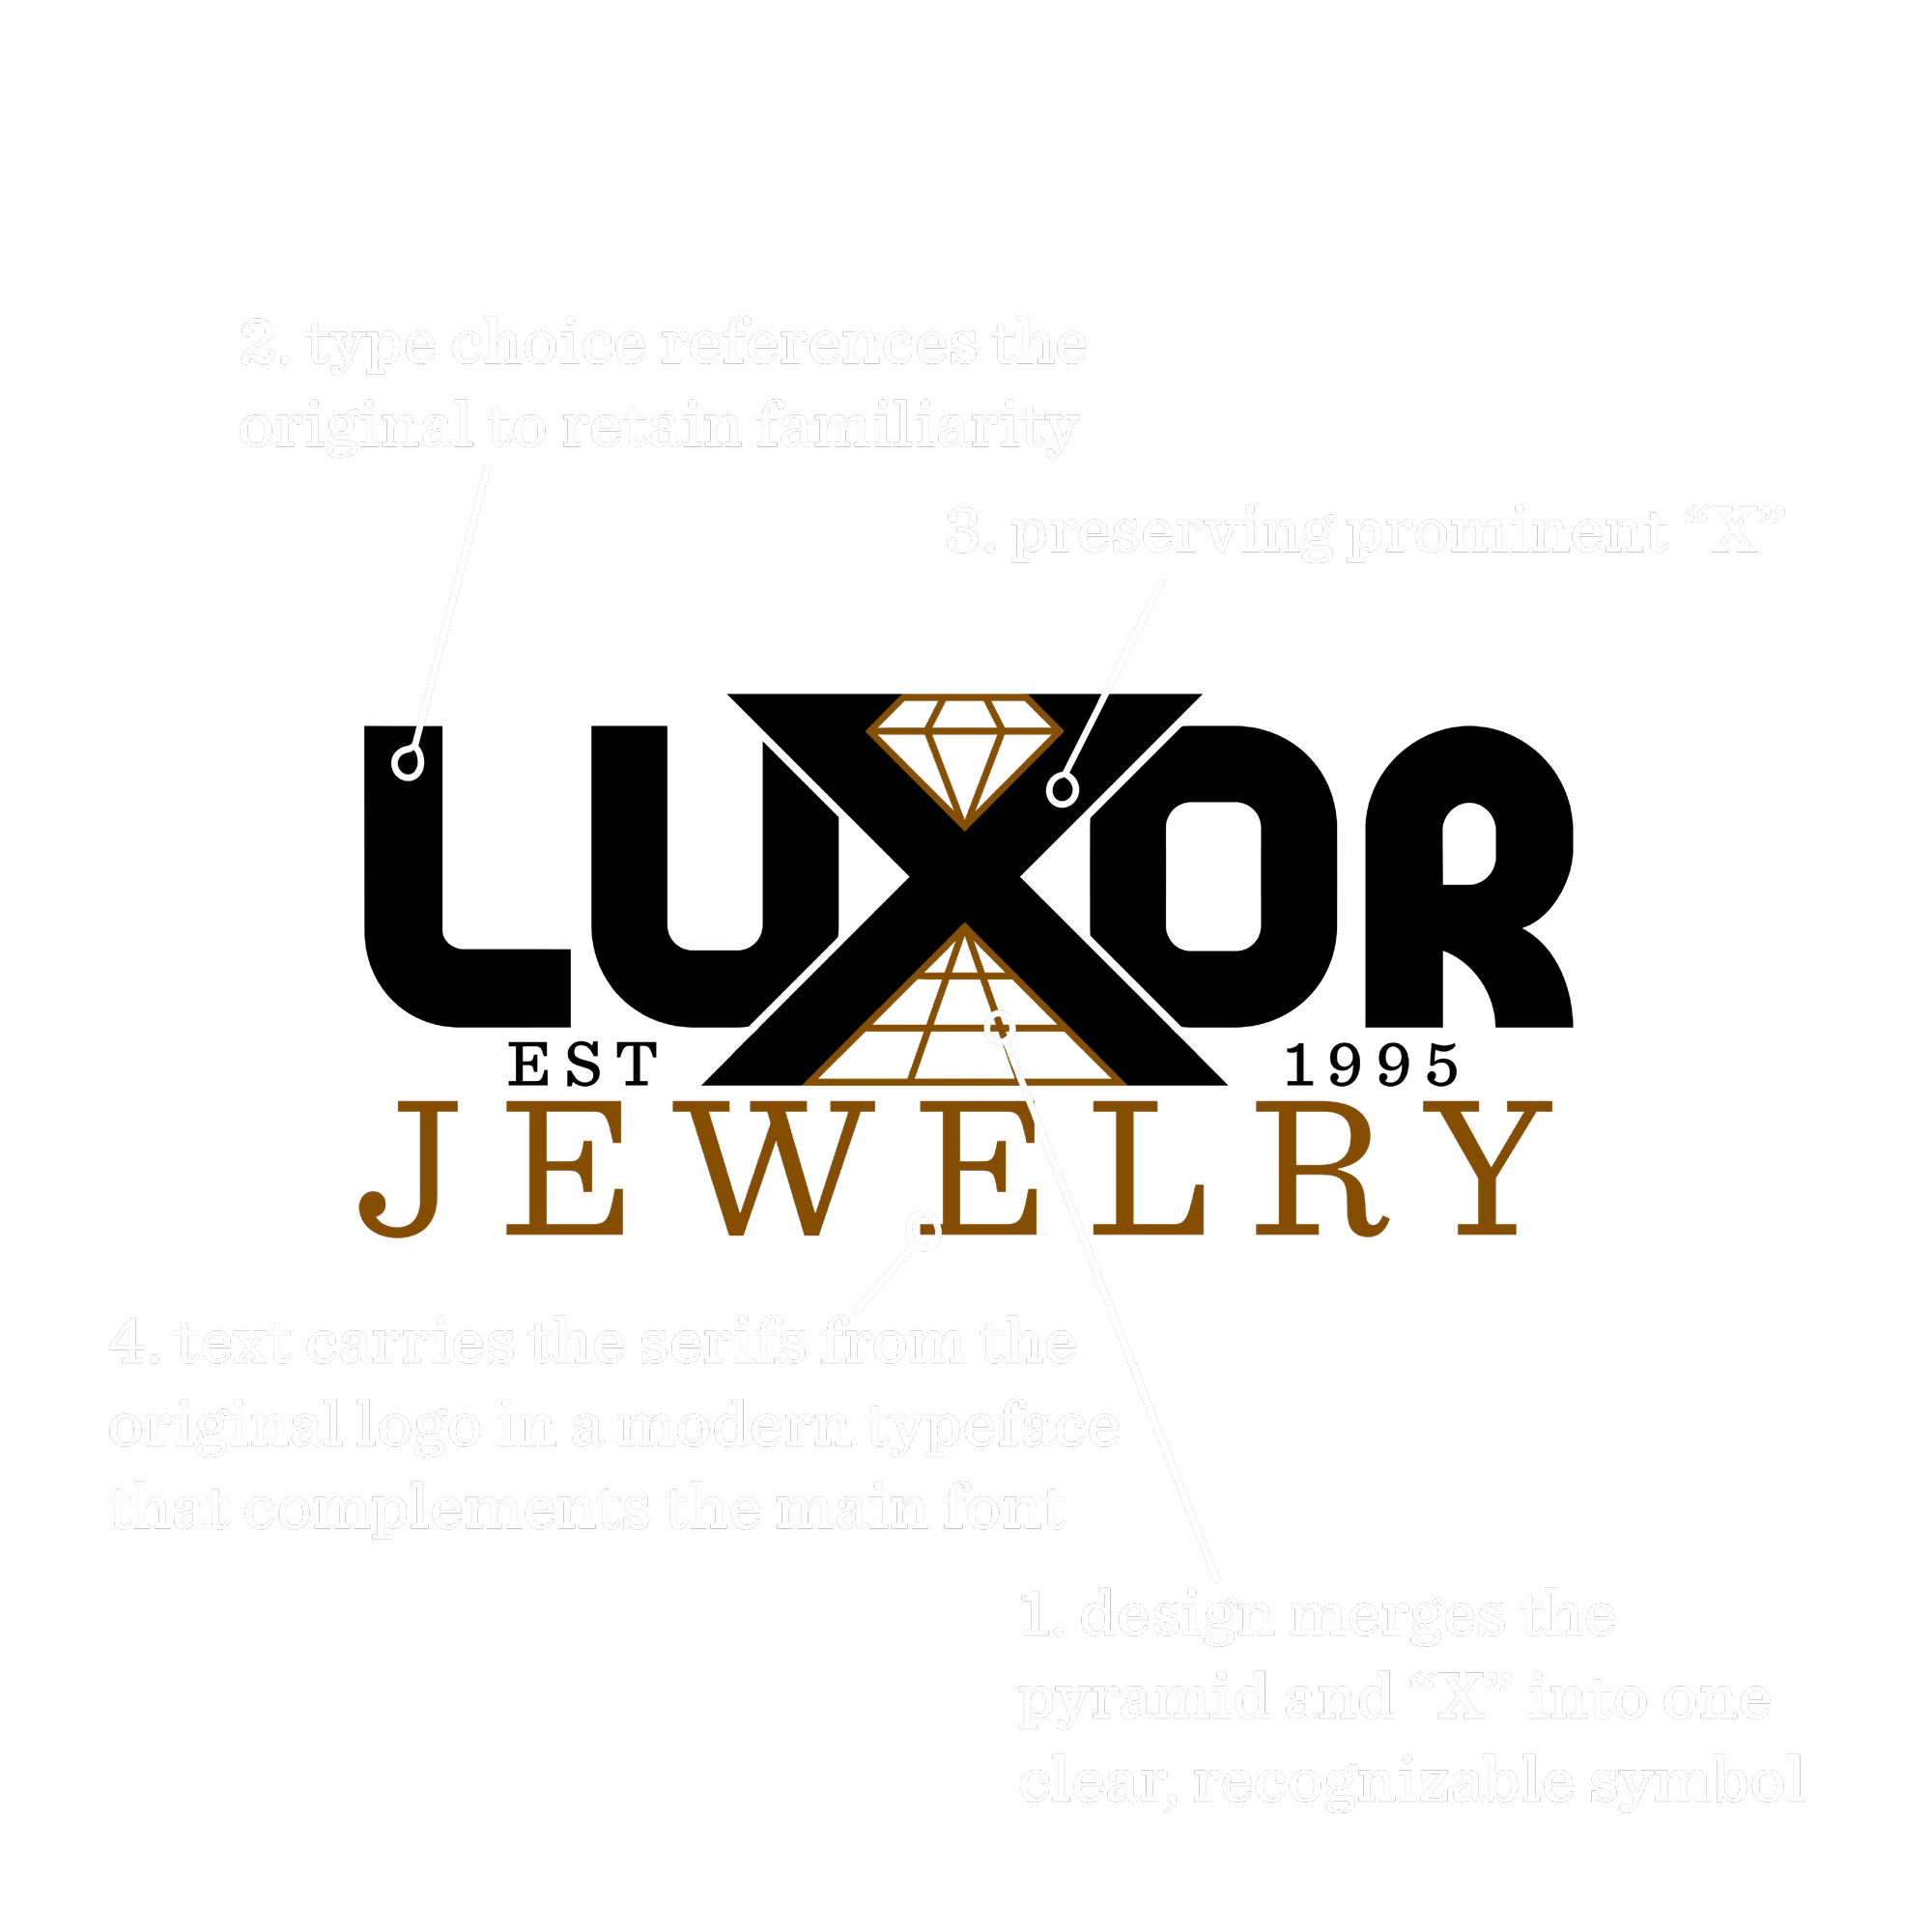 2. type choice references the
original to retain familiarity
3. preserving prominent “X”
LUXOR
EST 1995
JEWELRY
4. text carries the serifs from the
original logo in a modern typeface
that complements the main font
1. design merges the
pyramid and “X” into one
clear, recognizable symbol